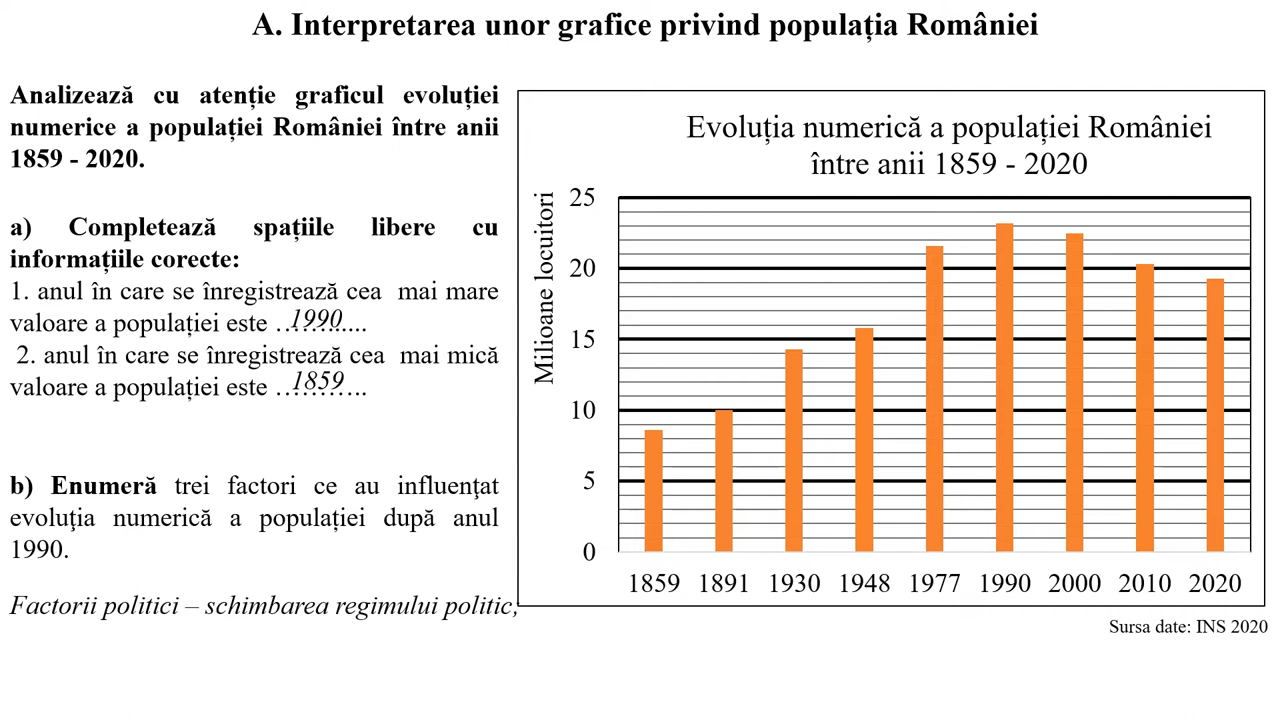 A. Interpretarea unor grafice privind populația României
Analizează cu atenție graficul evoluției
numerice a populației României între anii
1859 - 2020.
a) Completează spațiile libere cu
informațiile corecte:
1. anul în care se înregistrează cea mai mare
valoare a populației este …1990.....
2. anul în care se înregistrează cea mai mică
valoare a populației este …1859…..
b) Enumeră trei factori ce au influenţat
evoluţia numerică a populației după anul
1990.
Factorii politici – schimbarea regimului politic,
Evoluția numerică a populației României
între anii 1859 - 2020
Milioane locuitori
25
20
15
10
5
0
1859 1891 1930 1948 1977 1990 2000 2010 2020
Sursa date: INS 2020